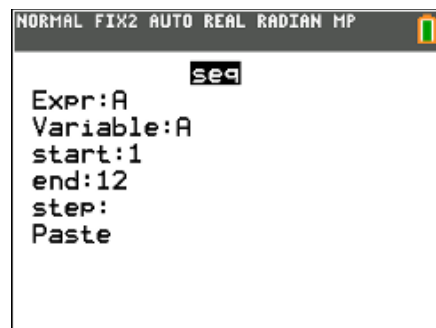 NORMAL FIX2 AUTO REAL RADIAN MP
seq
Expr:A
Variable:A
start:1
end:12
step:
Paste